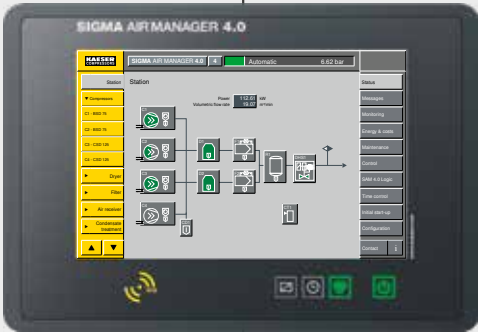 SIGMA AIR MANAGER 4.0
KAESER
COMPRESSORS
SIGMA AIR MANAGER 4.0 4 Automatic 6.62 bar
Station
Station
Status
Power 112.61 kW
Volumetric flow rate 19.07 m³/min
Compressors
C1 - BSD 75
C2 - BSD 75
C3 - CSD 125
C4 - CSD 125
Dryer
Filter
Air receiver
Condensate
treatment
Messages
Monitoring
Energy & costs
Maintenance
Control
SAM 4.0 Logic
Time control
Initial start-up
Configuration
Contact i